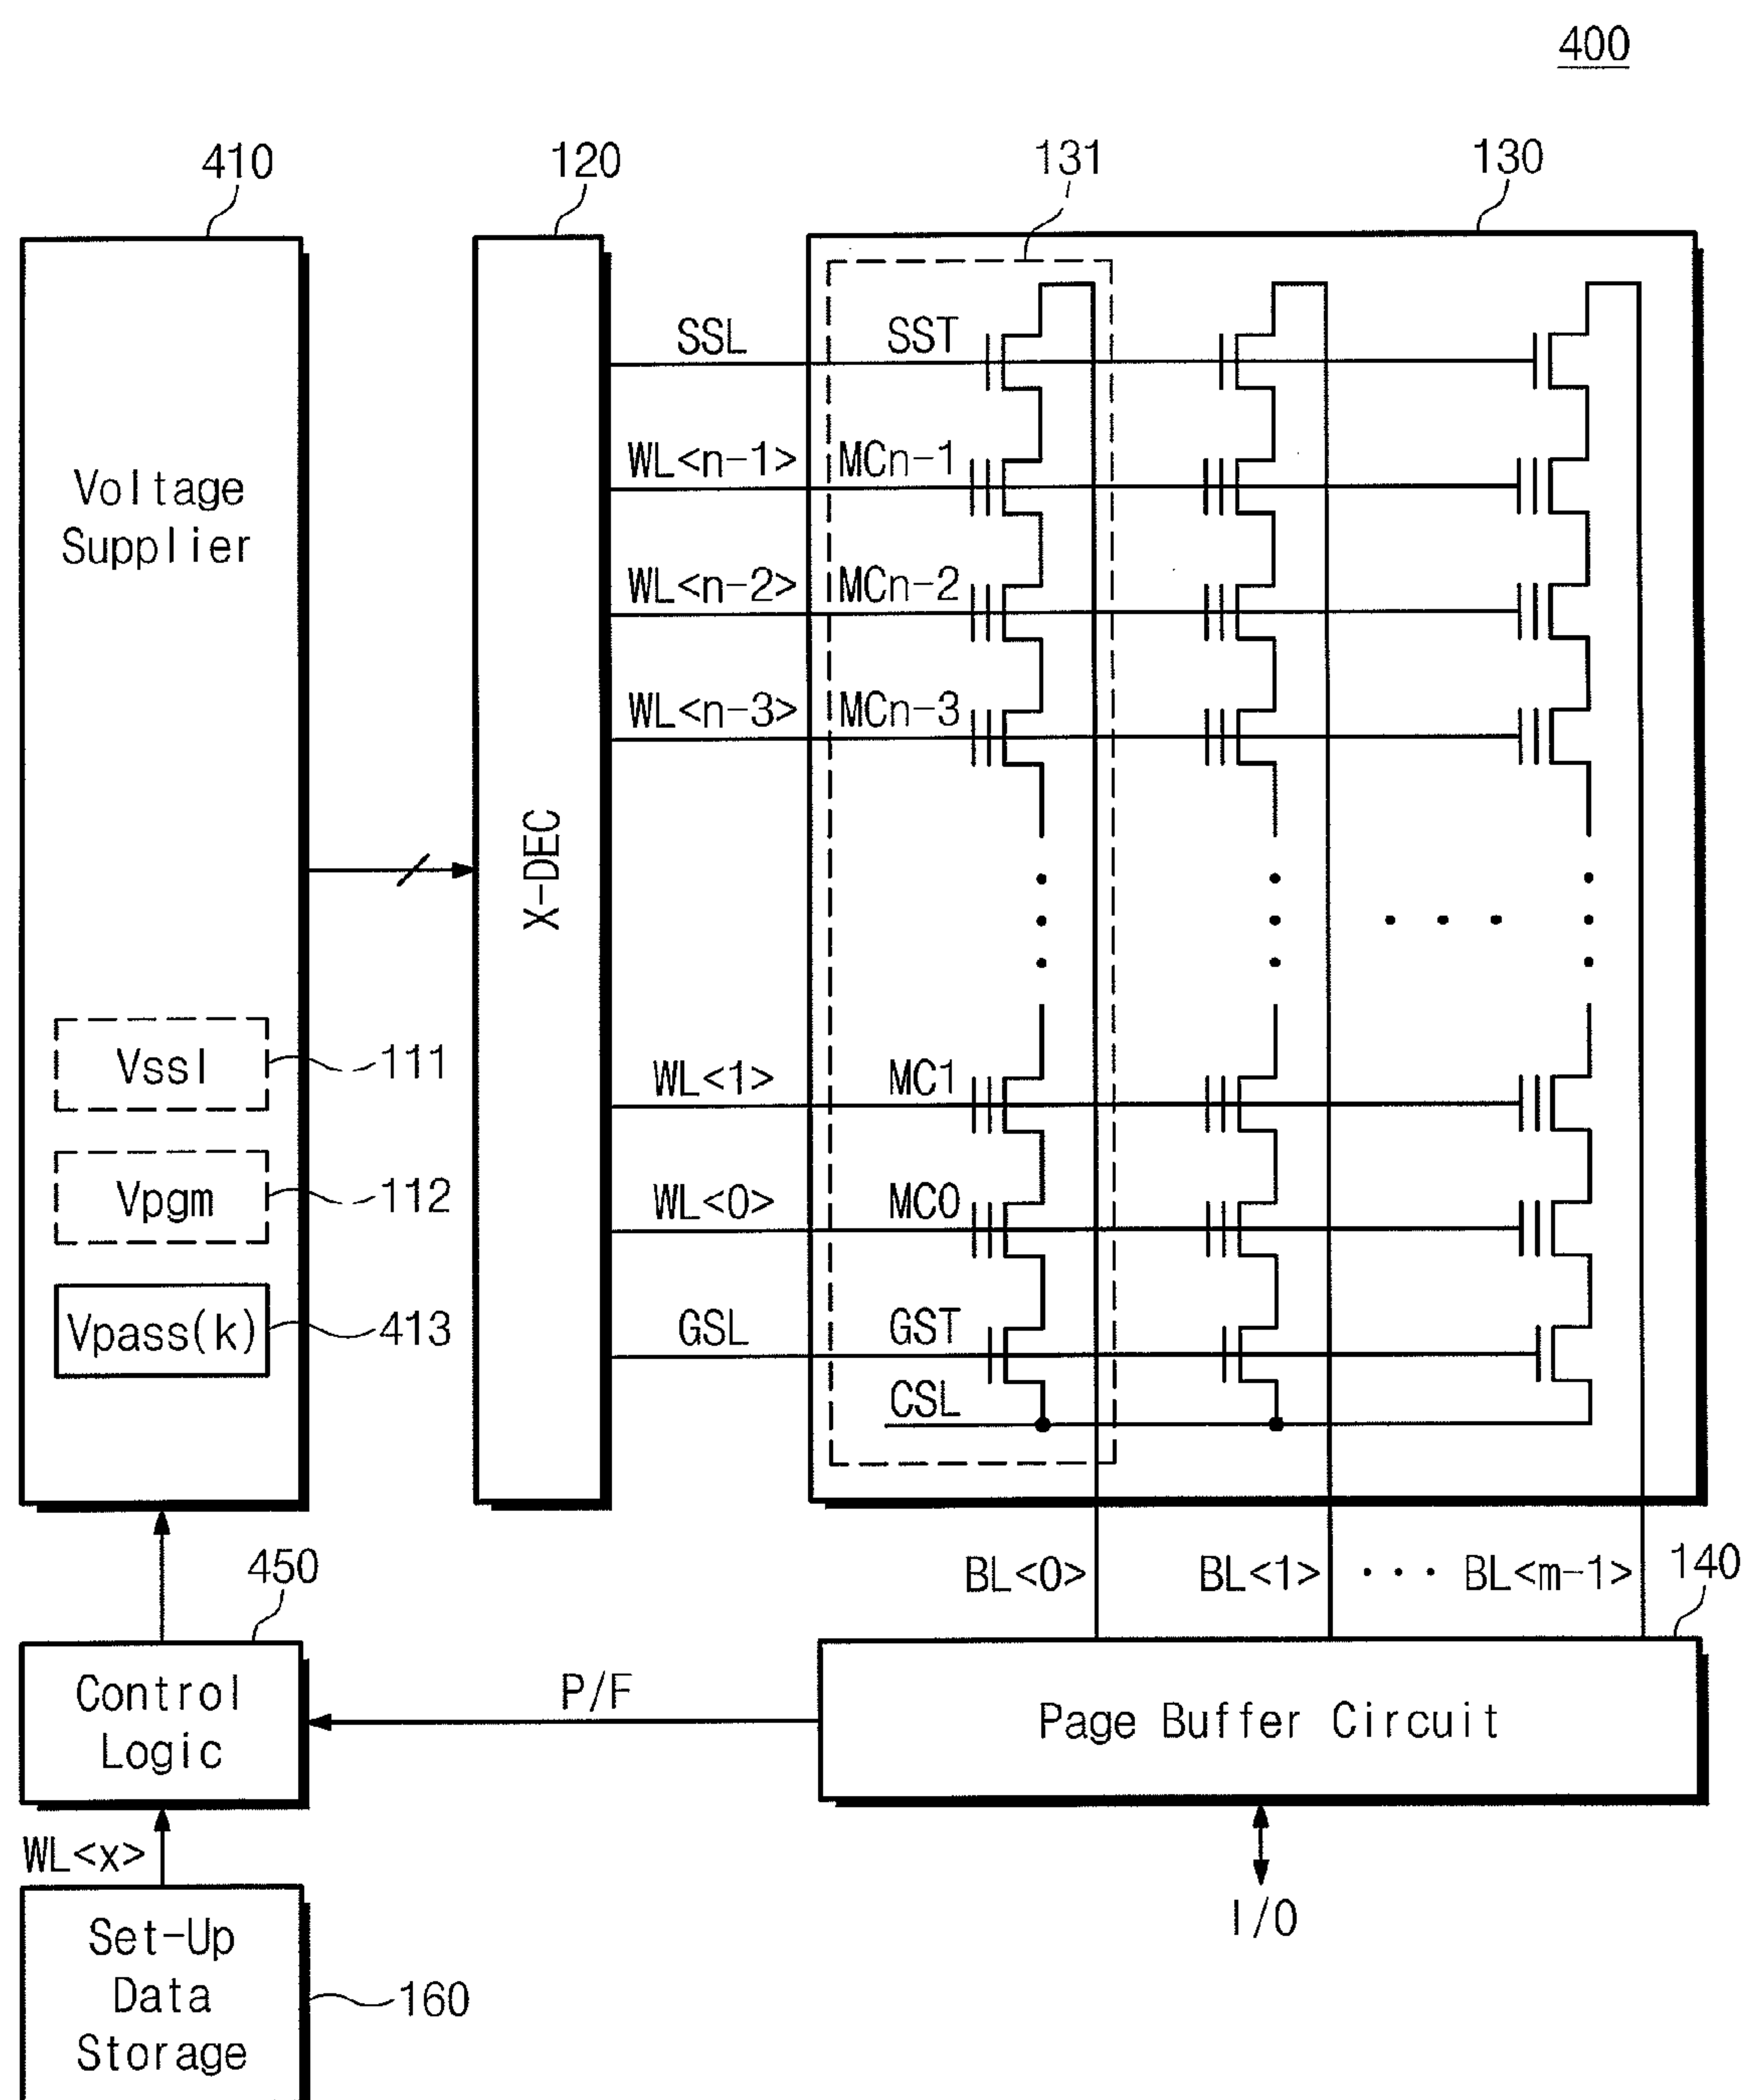 400
410
120
131
130
Voltage
Supplier
Vssl
111
Vpgm
112
Vpass(k)
413
X-DEC
SSL
SST
WL<n-1>
MCn-1
WL<n-2>
MCn-2
WL<n-3>
MCn-3
WL<1>
MC1
WL<0>
MC0
GSL
GST
CSL
BL<0>
BL<1>
BL<m-1>
140
450
Control
Logic
P/F
Page Buffer Circuit
WL<x>
I/O
Set-Up
Data
Storage
160